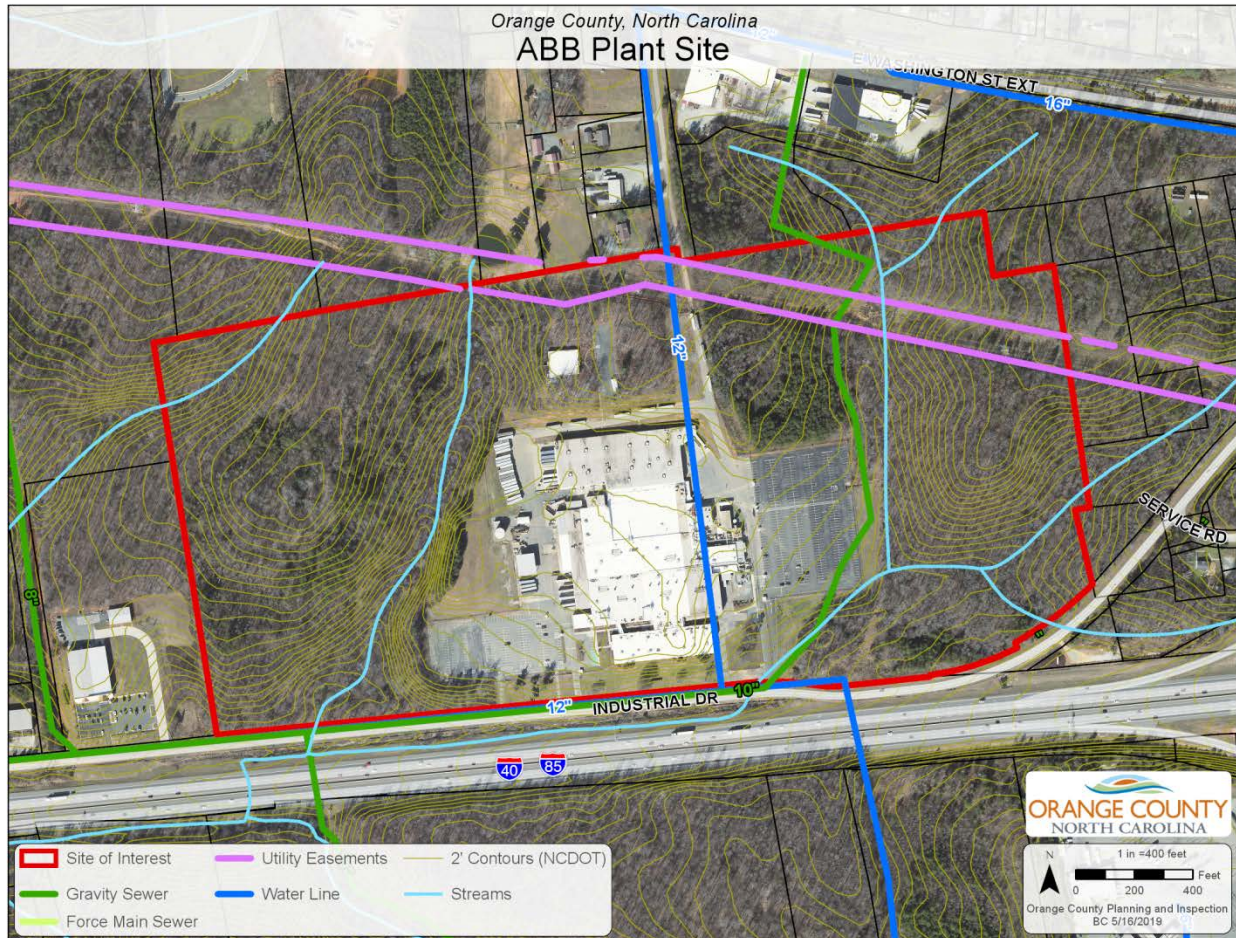 Orange County, North Carolina
ABB Plant Site
12"
E WASHINGTON ST EXT
16"
12"
SERVICE RD
8"
12"
INDUSTRIAL DR
10"
40
85
Site of Interest
Utility Easements
2' Contours (NCDOT)
Gravity Sewer
Water Line
Streams
Force Main Sewer
ORANGE COUNTY
NORTH CAROLINA
N
1 in =400 feet
Feet
0 200 400
Orange County Planning and Inspection
BC 5/16/2019